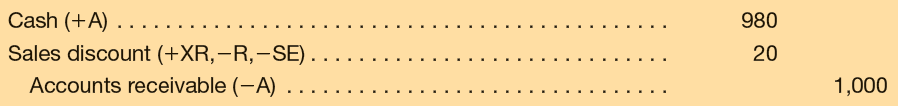 Cash (+A) . . . . . . . . . . . . . . . . . . . . . . . . . . . . . . . . . . . . . . . . . . . . . . 980
Sales discount (+XR,−R,−SE) . . . . . . . . . . . . . . . . . . . . . . . . . . . . . . 20
Accounts receivable (−A) . . . . . . . . . . . . . . . . . . . . . . . . . . . . . . . . 1,000